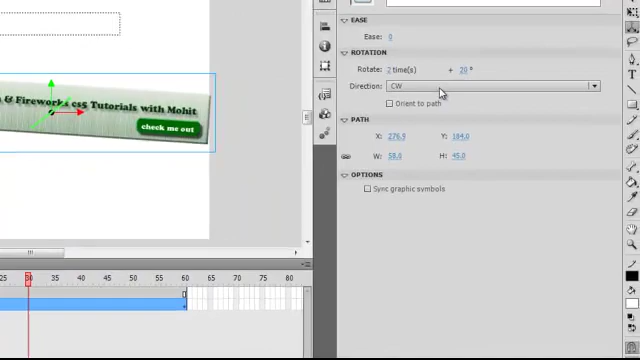 EASE
Ease: 0
ROTATION
Rotate: 2 time(s) + 20 °
Direction: CW
Orient to path
PATH
X: 276.9 Y: 184.0
W: 58.0 H: 45.0
OPTIONS
Sync graphic symbols
& Fireworks cs5 Tutorials with Mohit
check me out
25 30 35 40 45 50 55 60 65 70 75 80